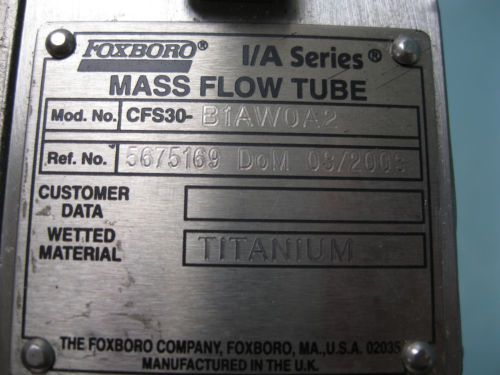 FOXBORO® I/A Series®
MASS FLOW TUBE
Mod. No. CFS30- B1AW0A2
Ref. No. 5675169 DoM 08/2003
CUSTOMER
DATA
WETTED
MATERIAL TITANIUM
THE FOXBORO COMPANY, FOXBORO, MA., U.S.A. 02035
MANUFACTURED IN THE U.K.